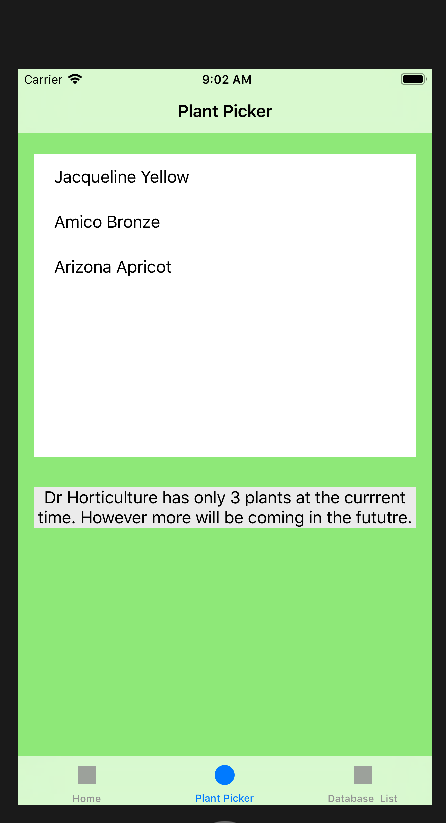 Carrier
9:02 AM
Plant Picker
Jacqueline Yellow
Amico Bronze
Arizona Apricot
Dr Horticulture has only 3 plants at the currrent
time. However more will be coming in the fututre.
Home
Plant Picker
Database List